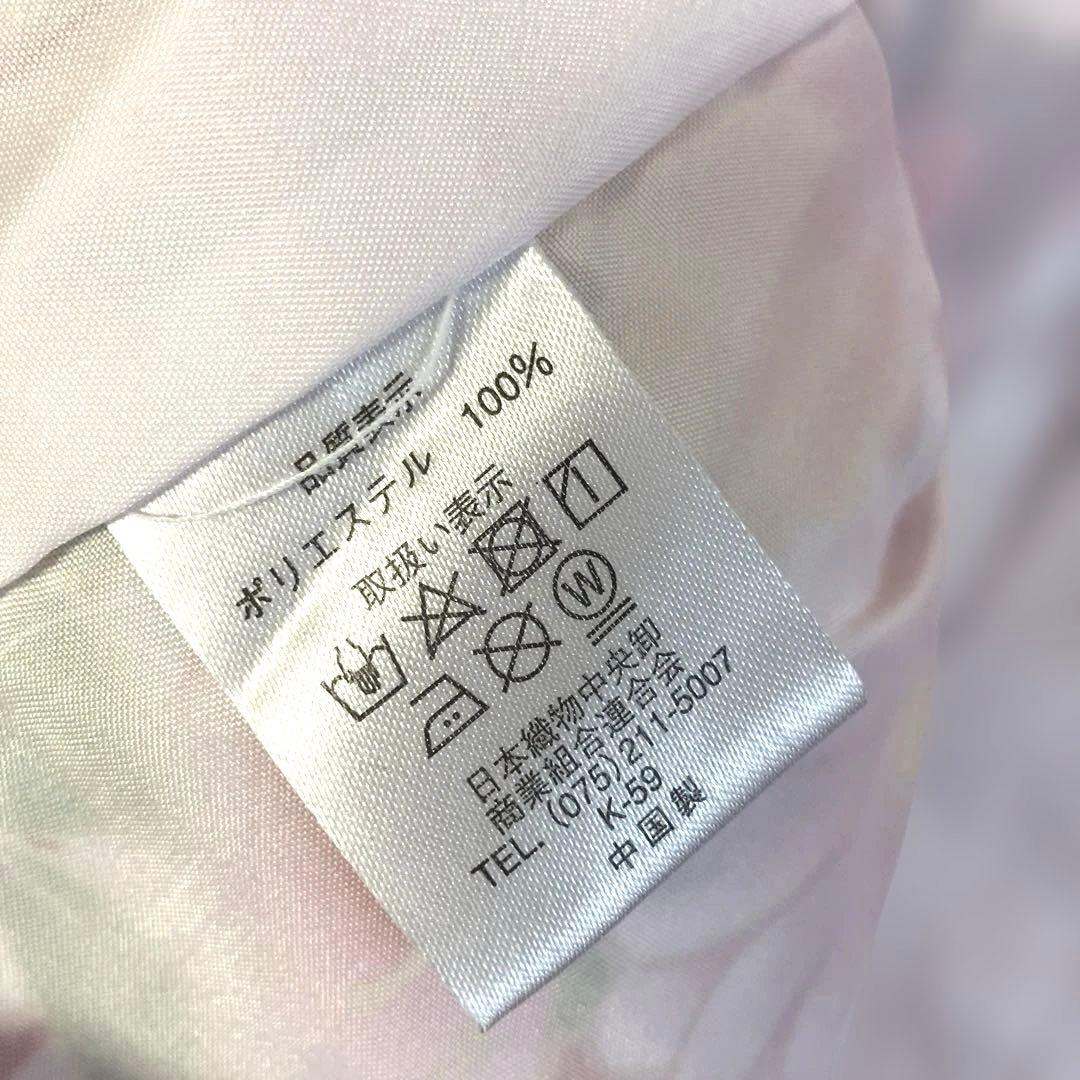 品質表示
ポリエステル 100%
取扱い表示
W
日本織物中央卸
商業組合連合会
TEL. (075)211-5007
K-59
中国製